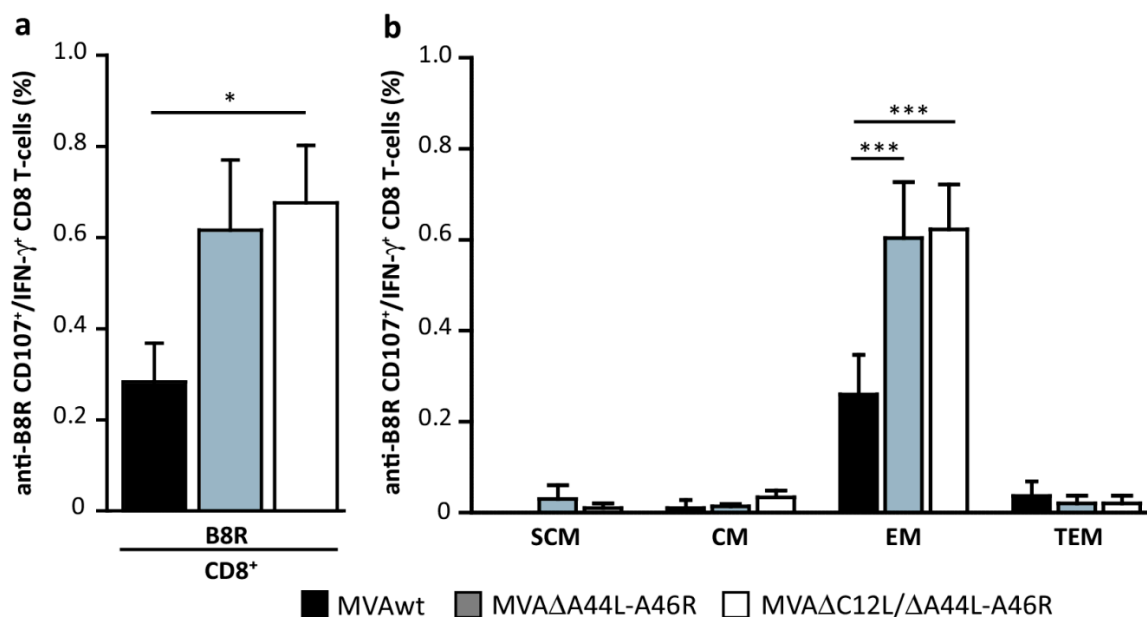 a
anti-B8R CD107⁺/IFN-γ⁺ CD8 T-cells (%)
1.0
0.8
0.6
0.4
0.2
0
*
B8R
CD8⁺
b
anti-B8R CD107⁺/IFN-γ⁺ CD8 T-cells (%)
1.0
0.8
0.6
0.4
0.2
0
***
***
SCM CM EM TEM
MVAwt MVAΔA44L-A46R MVAΔC12L/ΔA44L-A46R